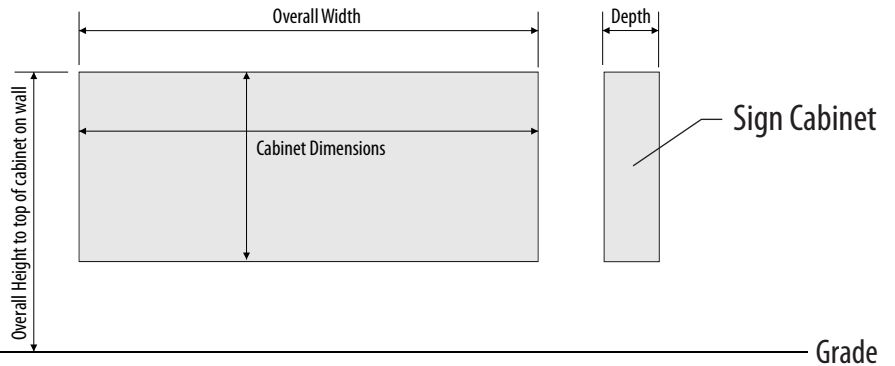 Overall Width
Depth
Sign Cabinet
Cabinet Dimensions
Overall Height to top of cabinet on wall
Grade